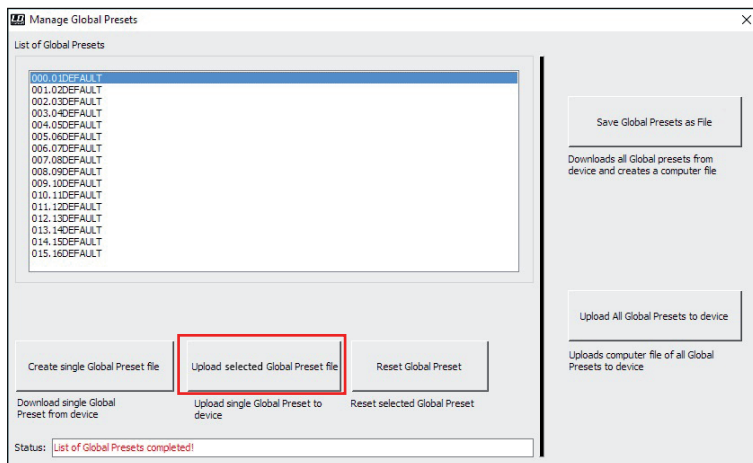 LD Manage Global Presets
List of Global Presets
000.01DEFAULT
001.02DEFAULT
002.03DEFAULT
003.04DEFAULT
004.05DEFAULT
005.06DEFAULT
006.07DEFAULT
007.08DEFAULT
008.09DEFAULT
009.10DEFAULT
010.11DEFAULT
011.12DEFAULT
012.13DEFAULT
013.14DEFAULT
014.15DEFAULT
015.16DEFAULT
Save Global Presets as File
Downloads all Global presets from
device and creates a computer file
Upload All Global Presets to device
Uploads computer file of all Global
Presets to device
Create single Global Preset file
Download single Global
Preset from device
Upload selected Global Preset file
Upload single Global Preset to
device
Reset Global Preset
Reset selected Global Preset
Status: List of Global Presets completed!